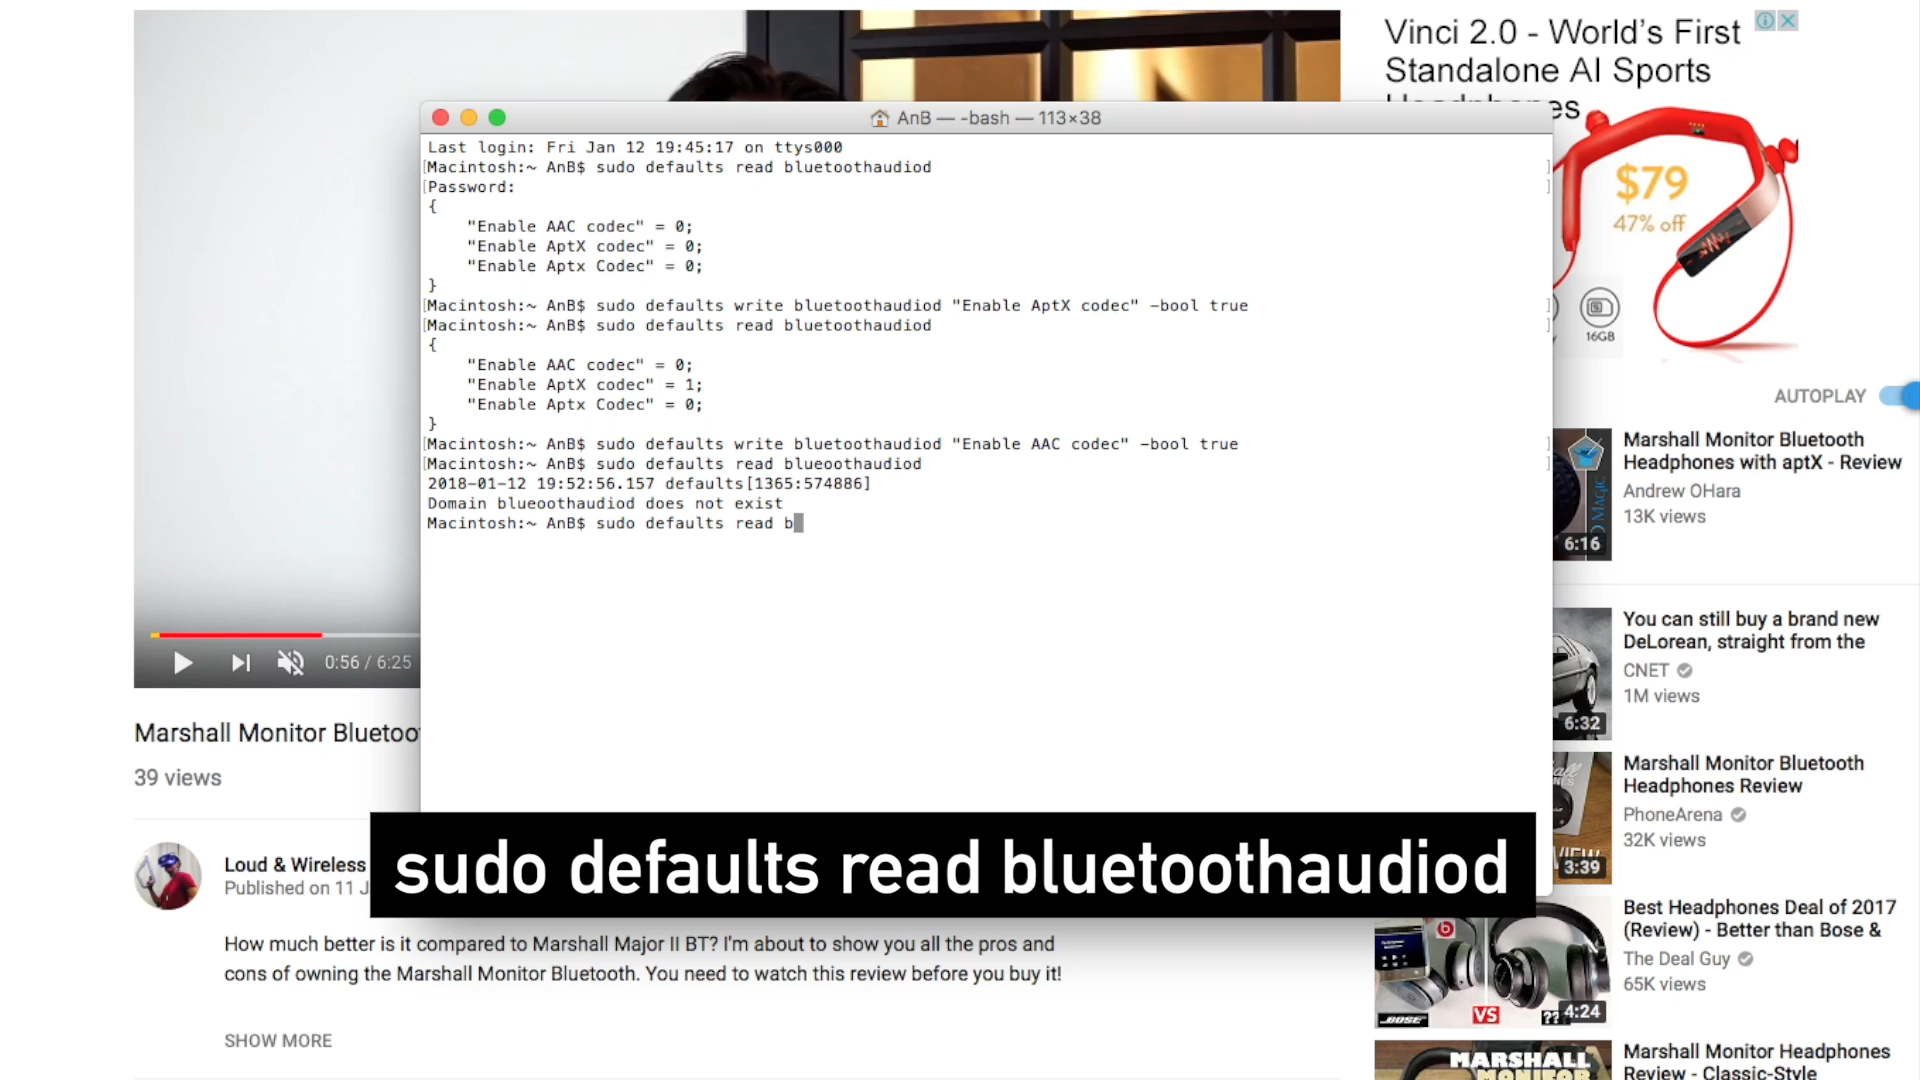 Vinci 2.0 - World's First
Standalone AI Sports
$79
47% off
16GB
AnB — -bash — 113×38
Last login: Fri Jan 12 19:45:17 on ttys000
[Macintosh:~ AnB$ sudo defaults read bluetoothaudiod ]
[Password: ]
{
"Enable AAC codec" = 0;
"Enable AptX codec" = 0;
"Enable Aptx Codec" = 0;
}
[Macintosh:~ AnB$ sudo defaults write bluetoothaudiod "Enable AptX codec" -bool true ]
[Macintosh:~ AnB$ sudo defaults read bluetoothaudiod ]
{
"Enable AAC codec" = 0;
"Enable AptX codec" = 1;
"Enable Aptx Codec" = 0;
}
[Macintosh:~ AnB$ sudo defaults write bluetoothaudiod "Enable AAC codec" -bool true ]
[Macintosh:~ AnB$ sudo defaults read blueoothaudiod ]
2018-01-12 19:52:56.157 defaults[1365:574886]
Domain blueoothaudiod does not exist
Macintosh:~ AnB$ sudo defaults read b
0:56 / 6:25
Marshall Monitor
39 views
Loud & Wireless
Published on 11
sudo defaults read bluetoothaudiod
How much better is it compared to Marshall Major II BT? I'm about to show you all the pros and
cons of owning the Marshall Monitor Bluetooth. You need to watch this review before you buy it!
SHOW MORE
AUTOPLAY
Marshall Monitor Bluetooth
Headphones with aptX - Review
Andrew OHara
13K views
6:16
You can still buy a brand new
DeLorean, straight from the
CNET
1M views
6:32
Marshall Monitor Bluetooth
Headphones Review
PhoneArena
32K views
3:39
Best Headphones Deal of 2017
(Review) - Better than Bose &
The Deal Guy
65K views
BOSE
VS
??
4:24
Marshall Monitor Headphones
Review - Classic-Style
MARSHALL
MONITOR